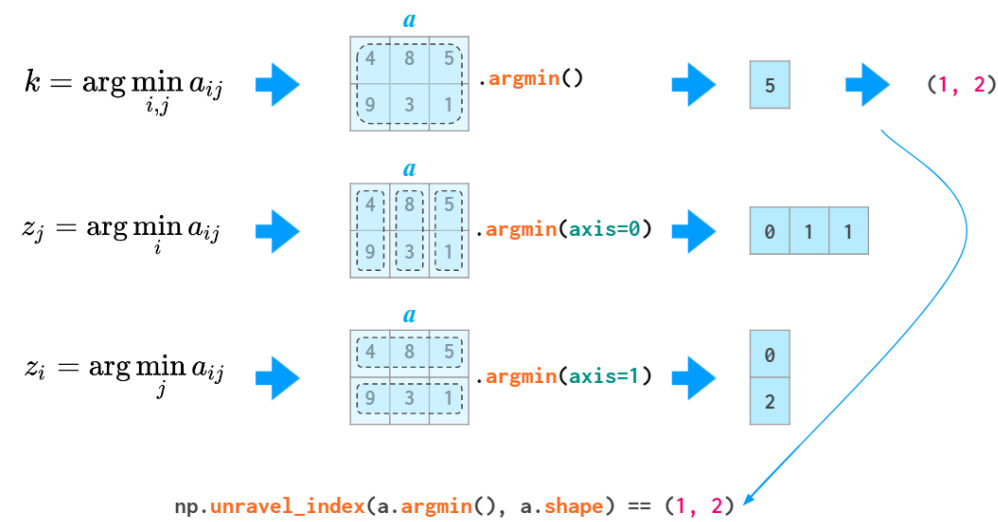 a
k = arg min a_ij
i,j
4 8 5
9 3 1
.argmin()
5
(1, 2)
a
z_j = arg min a_ij
i
4 8 5
9 3 1
.argmin(axis=0)
0 1 1
a
z_i = arg min a_ij
j
4 8 5
9 3 1
.argmin(axis=1)
0
2
np.unravel_index(a.argmin(), a.shape) == (1, 2)